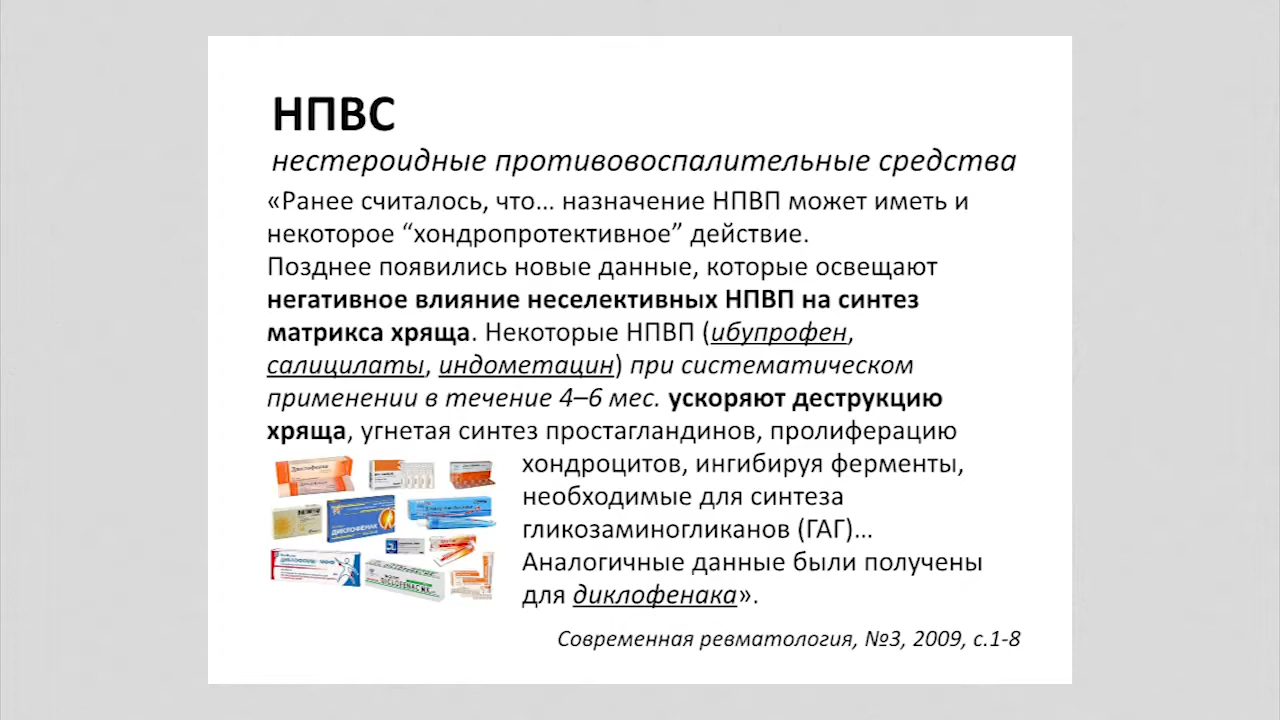 НПВС
нестероидные противовоспалительные средства
«Ранее считалось, что... назначение НПВП может иметь и
некоторое “хондропротективное” действие.
Позднее появились новые данные, которые освещают
негативное влияние неселективных НПВП на синтез
матрикса хряща. Некоторые НПВП (ибупрофен,
салицилаты, индометацин) при систематическом
применении в течение 4–6 мес. ускоряют деструкцию
хряща, угнетая синтез простагландинов, пролиферацию
хондроцитов, ингибируя ферменты,
необходимые для синтеза
гликозаминогликанов (ГАГ)...
Аналогичные данные были получены
для диклофенака».
Диклофенак
ДИКЛОФЕНАК
DICLOFENAC
Современная ревматология, №3, 2009, с.1-8